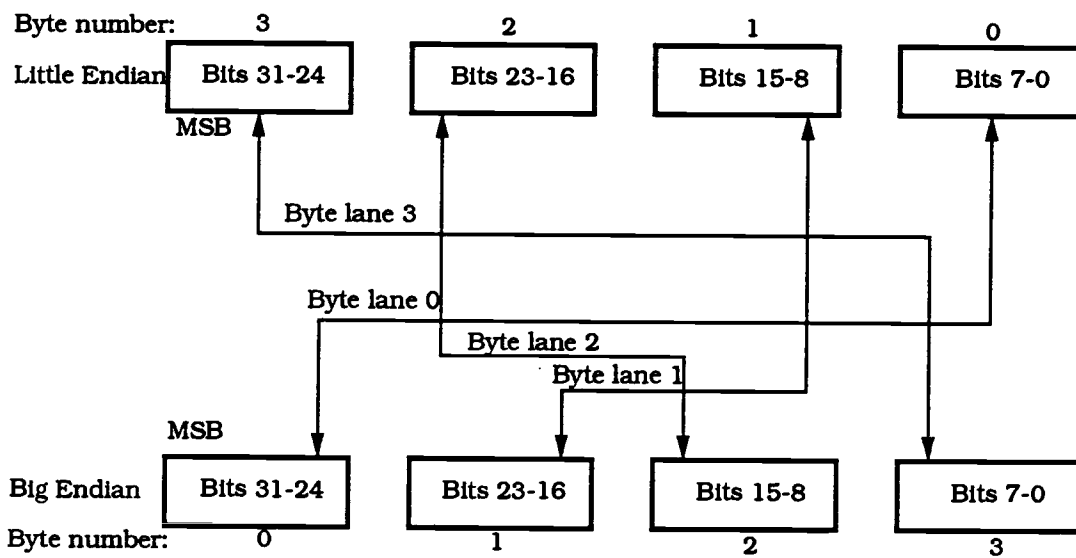 Byte number: 3 2 1 0
Little Endian Bits 31-24 Bits 23-16 Bits 15-8 Bits 7-0
MSB
Byte lane 3
Byte lane 0
Byte lane 2
Byte lane 1
MSB
Big Endian Bits 31-24 Bits 23-16 Bits 15-8 Bits 7-0
Byte number: 0 1 2 3